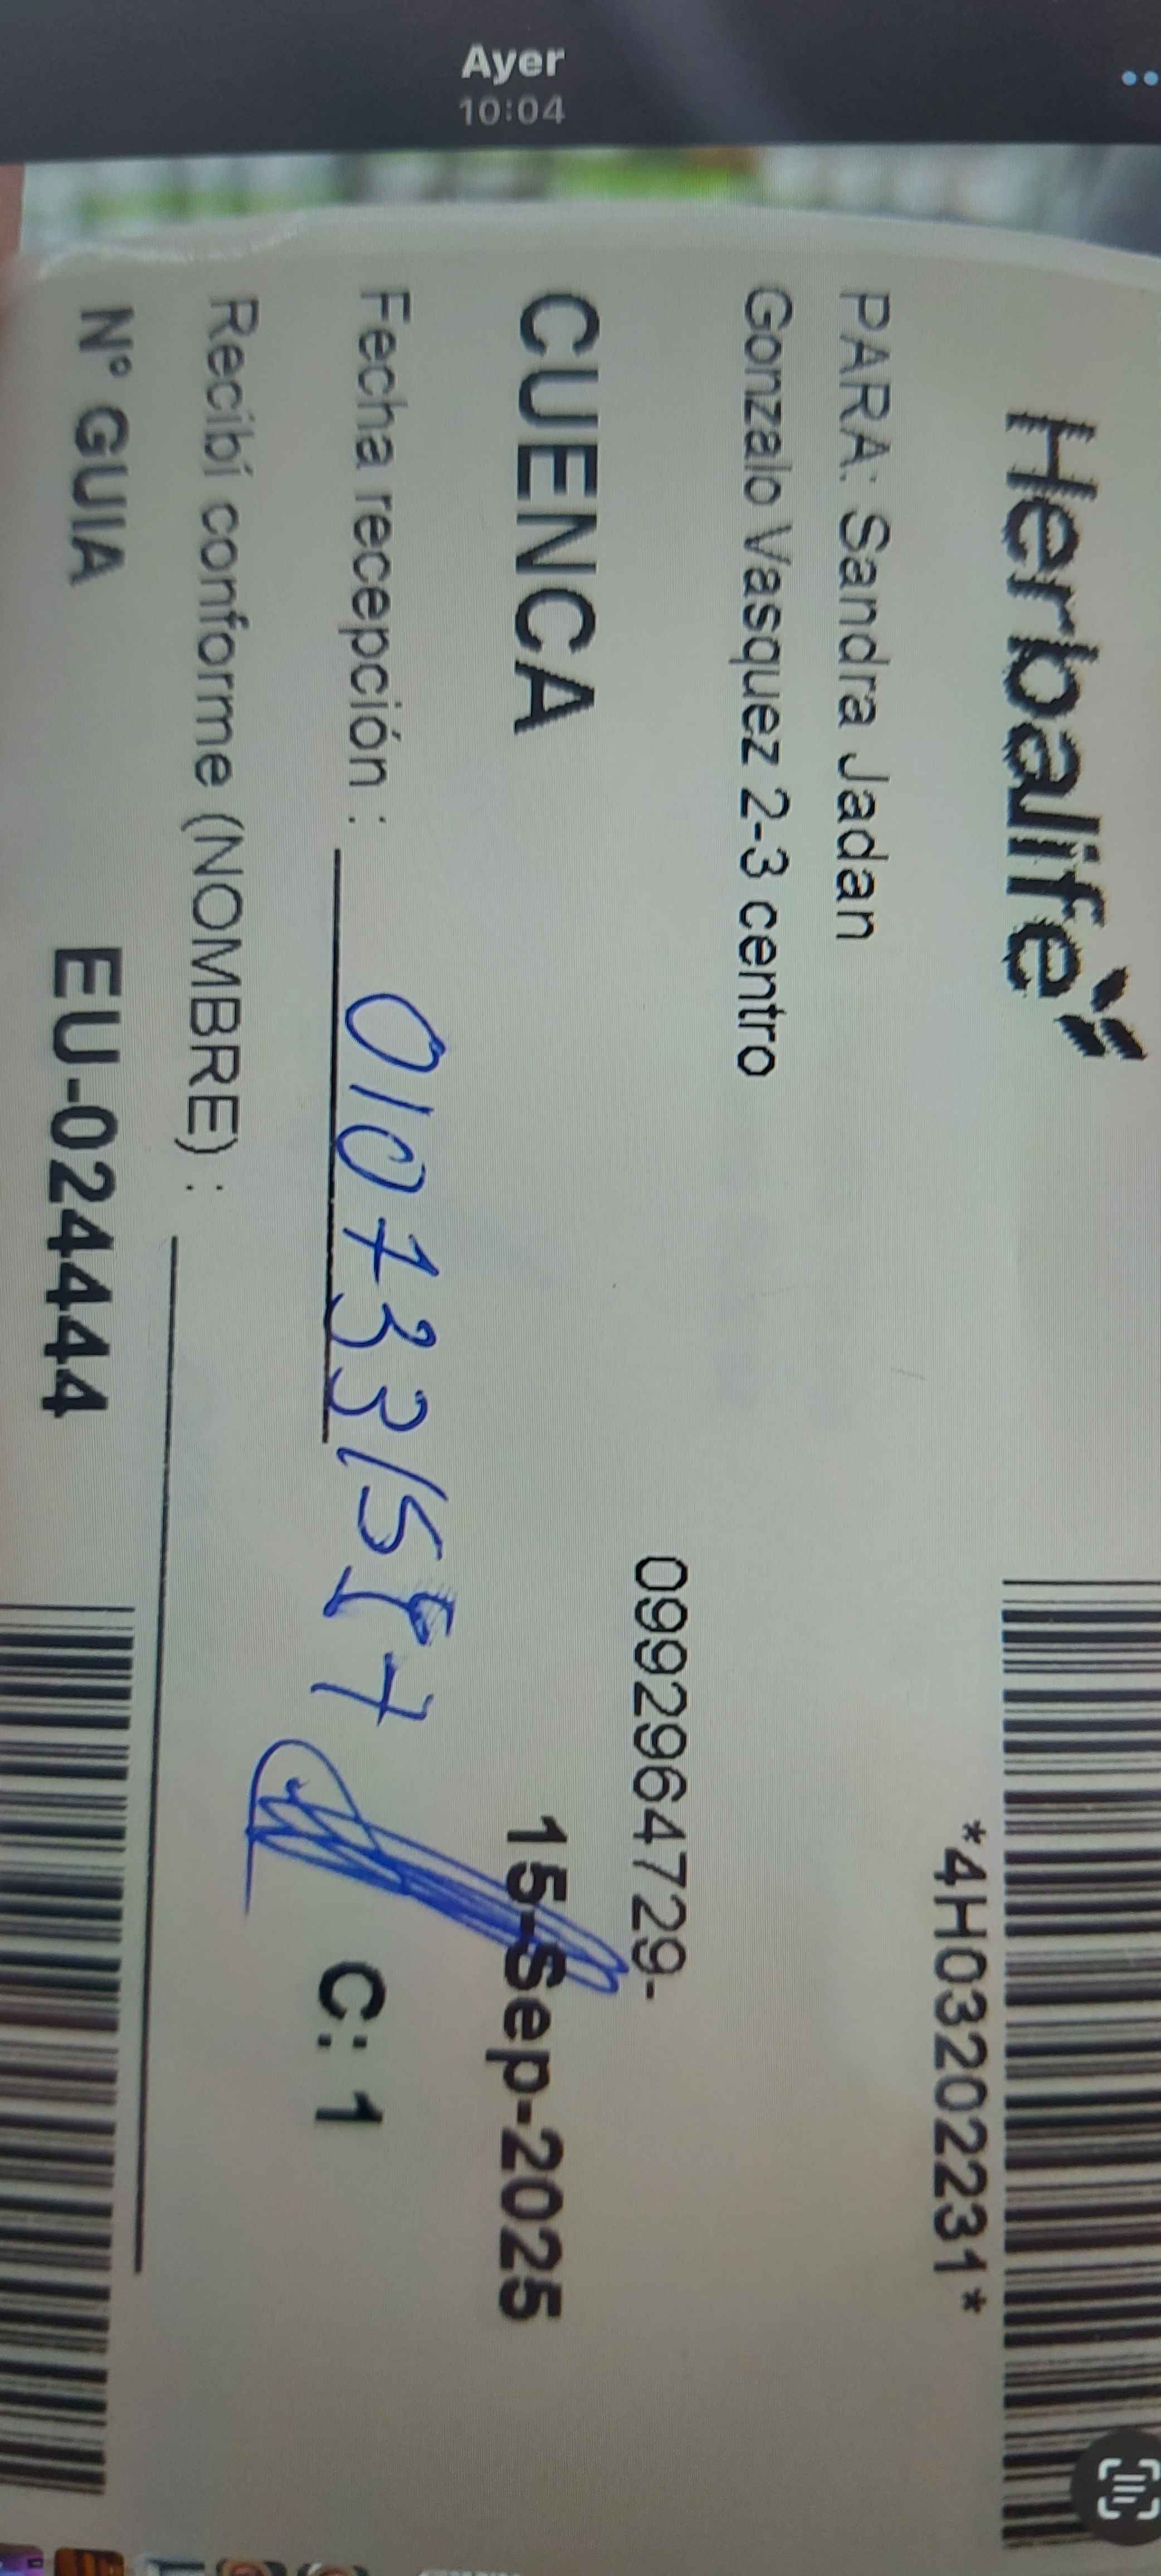 Ayer
10:04
Herbalife
*4H03202231*
PARA: Sandra Jadan
Gonzalo Vasquez 2-3 centro
0992964729-
CUENCA
15-Sep-2025
Fecha recepción :
C: 1
Recibí conforme (NOMBRE) :
N° GUIA
EU-024444